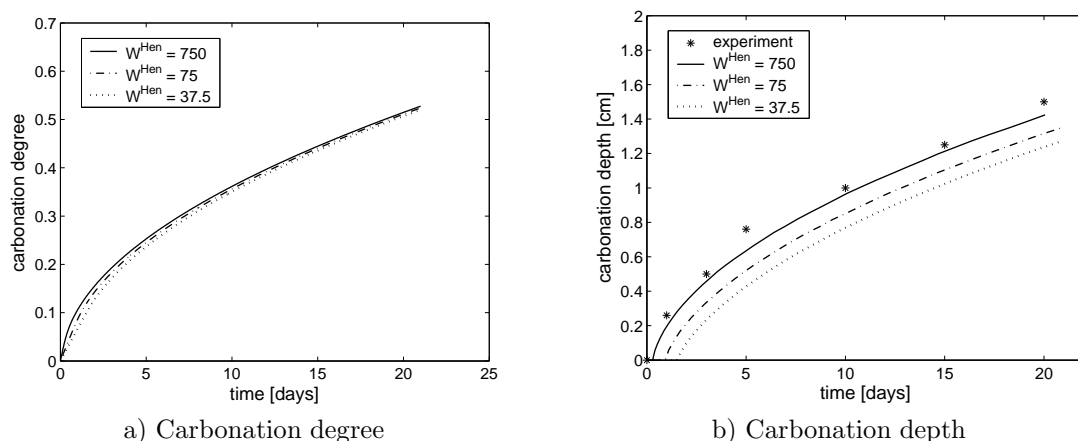 0.7
0.6
0.5
0.4
0.3
0.2
0.1
0
0
5
10
15
20
25
carbonation degree
time [days]
W^Hen = 750
W^Hen = 75
W^Hen = 37.5
a) Carbonation degree
2
1.8
1.6
1.4
1.2
1
0.8
0.6
0.4
0.2
0
0
5
10
15
20
carbonation depth [cm]
time [days]
experiment
W^Hen = 750
W^Hen = 75
W^Hen = 37.5
b) Carbonation depth